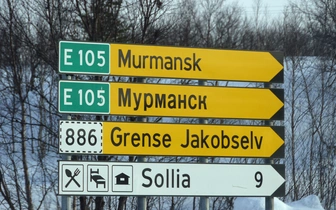 E 105 Murmansk
E 105 Мурманск
886 Grense Jakobselv
Sollia 9